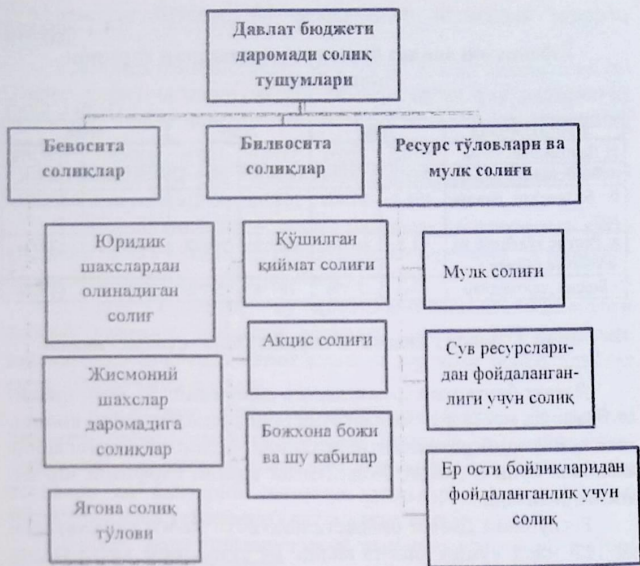 Давлат бюджети
даромади солиқ
тушумлари
Бевосита
солиқлар
Билвосита
солиқлар
Ресурс тўловлари ва
мулк солиғи
Юридик
шахслардан
олинадиган
солиғ
Жисмоний
шахслар
даромадига
солиқлар
Ягона солиқ
тўлови
Қўшилган
қиймат солиғи
Акцис солиғи
Божхона божи
ва шу кабилар
Мулк солиғи
Сув ресурслари-
дан фойдаланган-
лиги учун солиқ
Ер ости бойликларидан
фойдаланганлик учун
солиқ